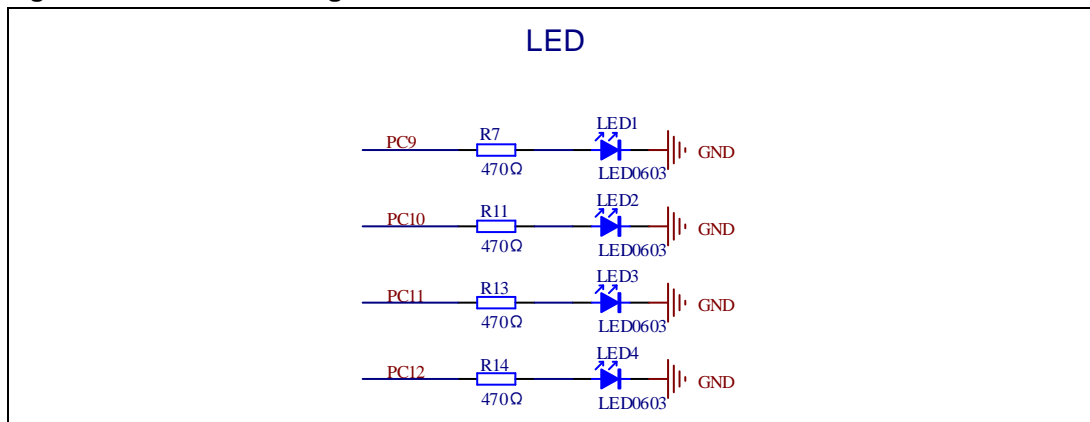 LED
LED1
PC9 R7
GND
470Ω LED0603
LED2
PC10 R11
GND
470Ω LED0603
LED3
PC11 R13
GND
470Ω LED0603
LED4
PC12 R14
GND
470Ω LED0603